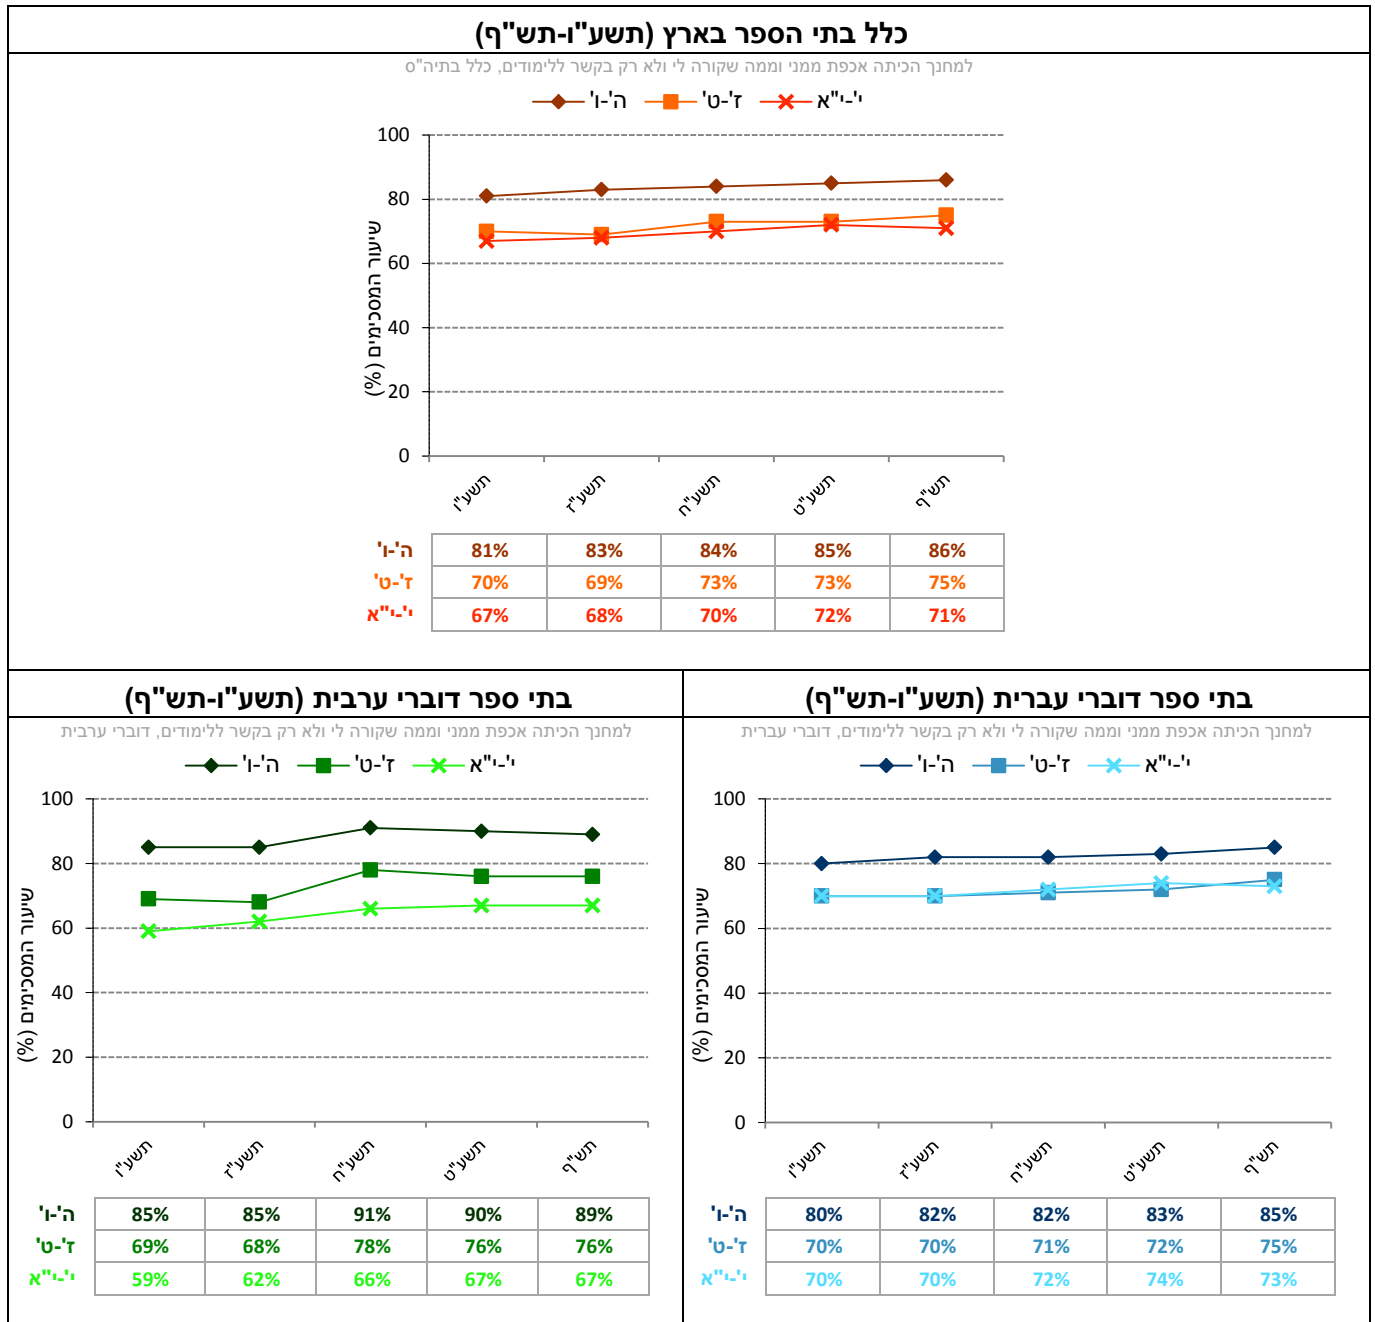 כלל בתי הספר בארץ (תשע"ו-תש"ף)
למחנך הכיתה אכפת ממני וממה שקורה לי ולא רק בקשר ללימודים, כלל בתיה"ס
ה'-ו' ז'-ט' י'-י"א
שיעור המסכימים (%)
100
80
60
40
20
0
תשע"ו תשע"ז תשע"ח תשע"ט תש"ף
ה'-ו' 81% 83% 84% 85% 86%
ז'-ט' 70% 69% 73% 73% 75%
י'-י"א 67% 68% 70% 72% 71%
בתי ספר דוברי עברית (תשע"ו-תש"ף)
למחנך הכיתה אכפת ממני וממה שקורה לי ולא רק בקשר ללימודים, דוברי עברית
ה'-ו' ז'-ט' י'-י"א
שיעור המסכימים (%)
100
80
60
40
20
0
תשע"ו תשע"ז תשע"ח תשע"ט תש"ף
ה'-ו' 80% 82% 82% 83% 85%
ז'-ט' 70% 70% 71% 72% 75%
י'-י"א 70% 70% 72% 74% 73%
בתי ספר דוברי ערבית (תשע"ו-תש"ף)
למחנך הכיתה אכפת ממני וממה שקורה לי ולא רק בקשר ללימודים, דוברי ערבית
ה'-ו' ז'-ט' י'-י"א
שיעור המסכימים (%)
100
80
60
40
20
0
תשע"ו תשע"ז תשע"ח תשע"ט תש"ף
ה'-ו' 85% 85% 91% 90% 89%
ז'-ט' 69% 68% 78% 76% 76%
י'-י"א 59% 62% 66% 67% 67%